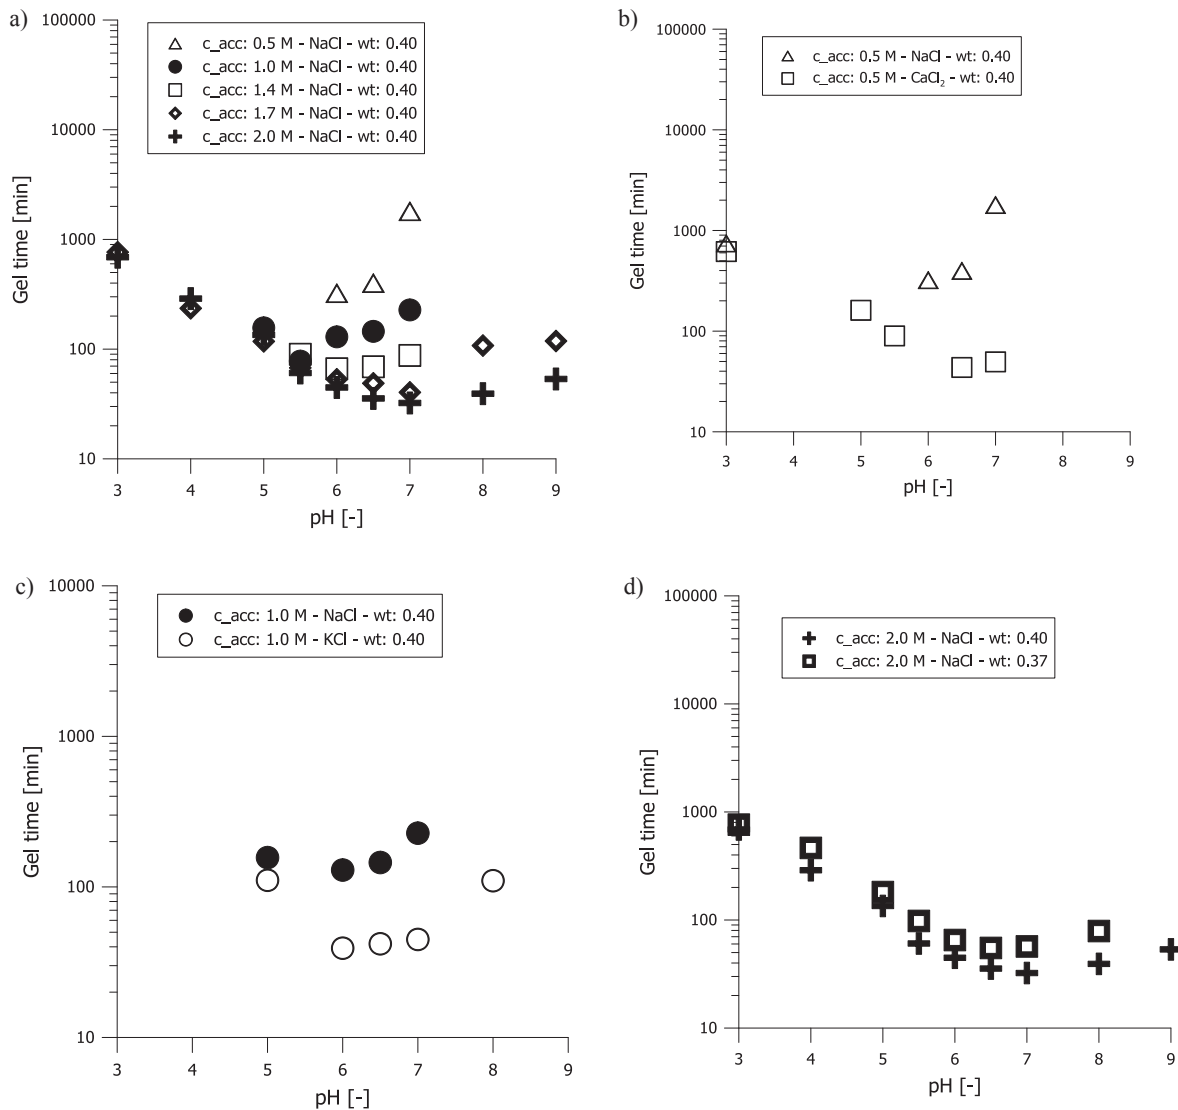 a)
100000
10000
1000
100
10
Gel time [min]
c_acc: 0.5 M - NaCl - wt: 0.40
c_acc: 1.0 M - NaCl - wt: 0.40
c_acc: 1.4 M - NaCl - wt: 0.40
c_acc: 1.7 M - NaCl - wt: 0.40
c_acc: 2.0 M - NaCl - wt: 0.40
3 4 5 6 7 8 9
pH [-]
b)
100000
10000
1000
100
10
Gel time [min]
c_acc: 0.5 M - NaCl - wt: 0.40
c_acc: 0.5 M - CaCl₂ - wt: 0.40
3 4 5 6 7 8 9
pH [-]
c)
10000
1000
100
10
Gel time [min]
c_acc: 1.0 M - NaCl - wt: 0.40
c_acc: 1.0 M - KCl - wt: 0.40
3 4 5 6 7 8 9
pH [-]
d)
100000
10000
1000
100
10
Gel time [min]
c_acc: 2.0 M - NaCl - wt: 0.40
c_acc: 2.0 M - NaCl - wt: 0.37
3 4 5 6 7 8 9
pH [-]